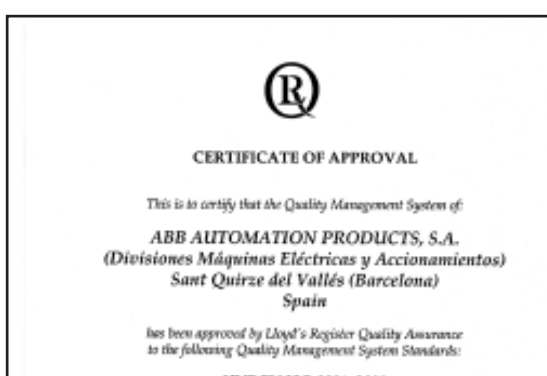 R
CERTIFICATE OF APPROVAL
This is to certify that the Quality Management System of:
ABB AUTOMATION PRODUCTS, S.A.
(Divisiones Máquinas Eléctricas y Accionamientos)
Sant Quirze del Vallés (Barcelona)
Spain
has been approved by Lloyd's Register Quality Assurance
to the following Quality Management System Standards: